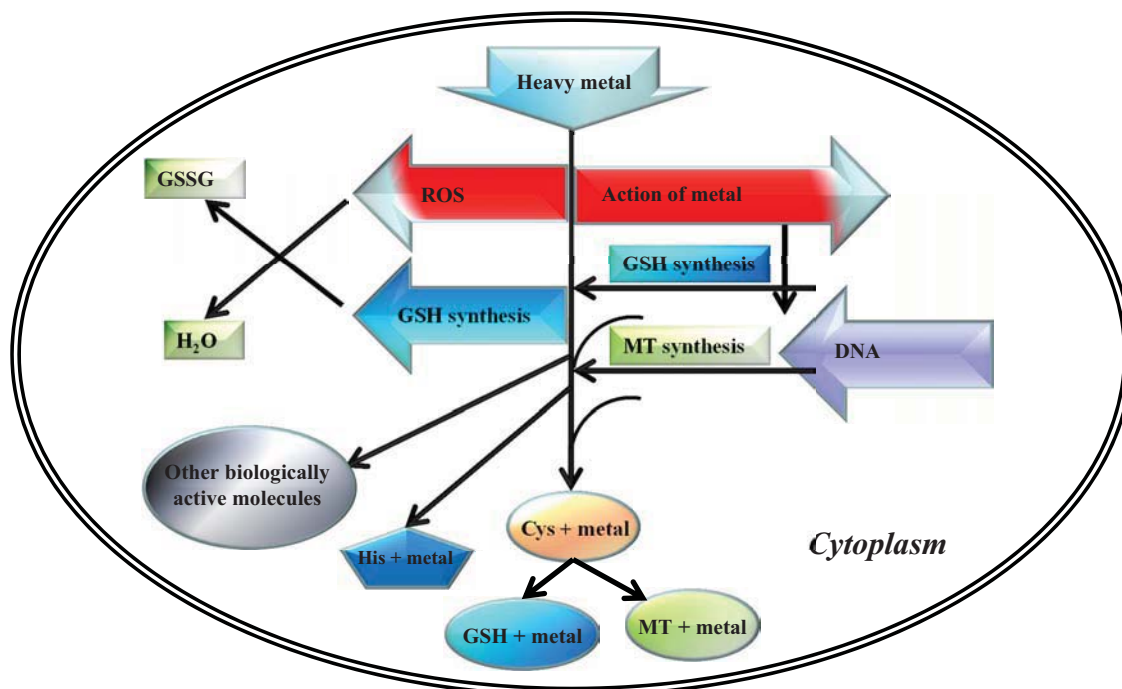 Heavy metal
GSSG
ROS
Action of metal
GSH synthesis
GSH synthesis
H₂O
MT synthesis
DNA
Other biologically
active molecules
Cys + metal
His + metal
Cytoplasm
GSH + metal
MT + metal